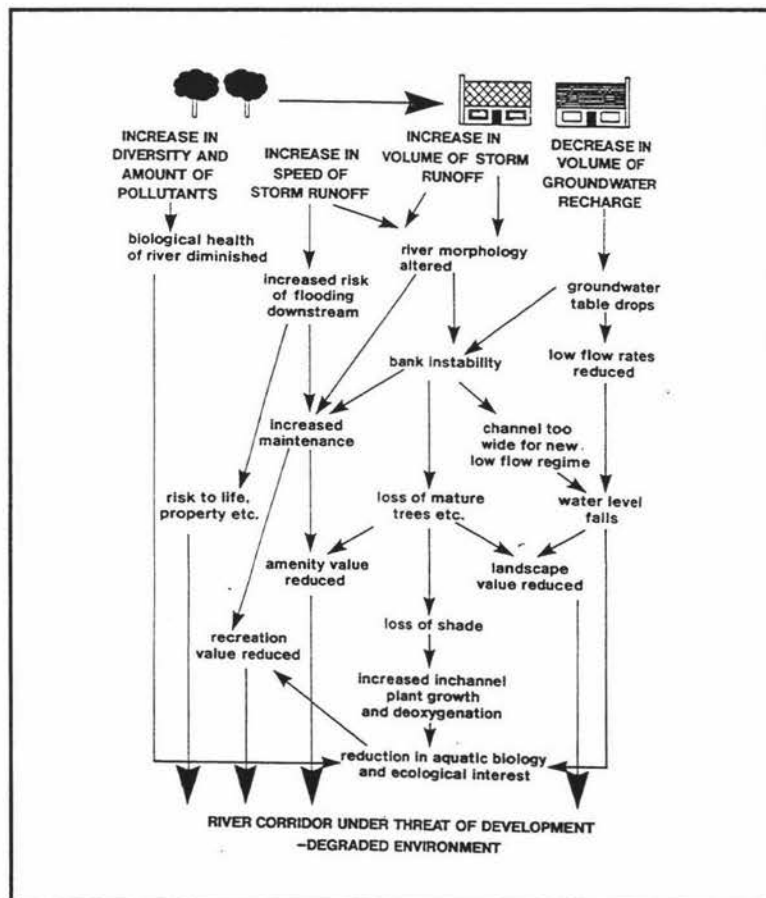 INCREASE IN
DIVERSITY AND
AMOUNT OF
POLLUTANTS
INCREASE IN
SPEED OF
STORM RUNOFF
INCREASE IN
VOLUME OF STORM
RUNOFF
DECREASE IN
VOLUME OF
GROUNDWATER
RECHARGE
biological health
of river diminished
river morphology
altered
increased risk
of flooding
downstream
groundwater
table drops
bank instability
low flow rates
reduced
increased
maintenance
channel too
wide for new
low flow regime
risk to life,
property etc.
loss of mature
trees etc.
water level
falls
amenity value
reduced
landscape
value reduced
loss of shade
recreation
value reduced
increased inchannel
plant growth
and deoxygenation
reduction in aquatic biology
and ecological interest
RIVER CORRIDOR UNDER THREAT OF DEVELOPMENT
–DEGRADED ENVIRONMENT